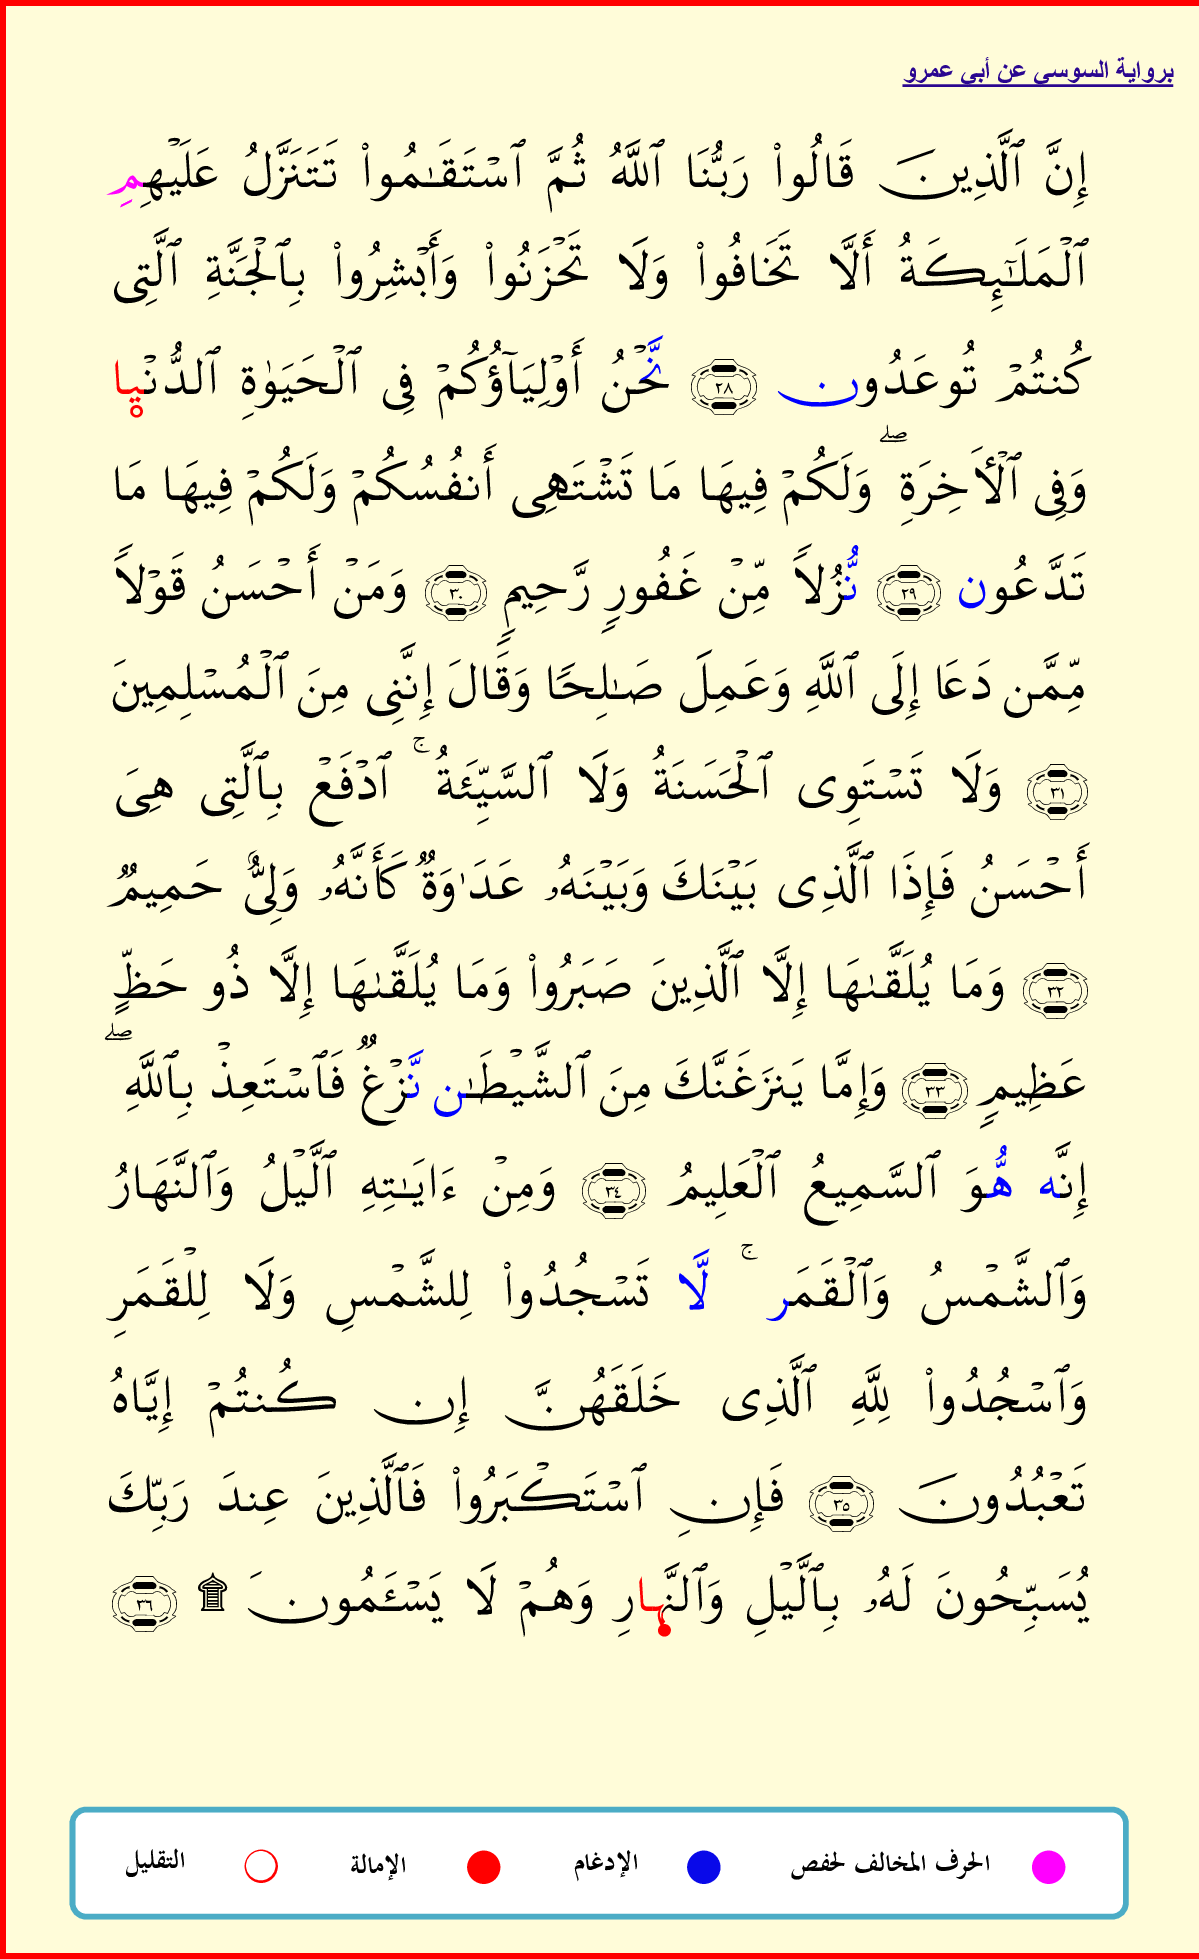 برواية السوسي عن أبي عمرو
إِنَّ ٱلَّذِينَ قَالُوا۟ رَبُّنَا ٱللَّهُ ثُمَّ ٱسۡتَقَـٰمُوا۟ تَتَنَزَّلُ عَلَيۡهِمِ
ٱلۡمَلَـٰٓئِكَةُ أَلَّا تَخَافُوا۟ وَلَا تَحۡزَنُوا۟ وَأَبۡشِرُوا۟ بِٱلۡجَنَّةِ ٱلَّتِى
كُنتُمۡ تُوعَدُون ٢٨ نَّحۡنُ أَوۡلِيَآؤُكُمۡ فِى ٱلۡحَيَوٰةِ ٱلدُّنۡيا
وَفِى ٱلۡأَخِرَةِ ۖ وَلَكُمۡ فِيهَا مَا تَشۡتَهِى أَنفُسُكُمۡ وَلَكُمۡ فِيهَا مَا
تَدَّعُون ٢٩ نُّزُلاً مِّنۡ غَفُورٍ رَّحِيمٍ ٣٠ وَمَنۡ أَحۡسَنُ قَوۡلاً
مِّمَّن دَعَا إِلَى ٱللَّهِ وَعَمِلَ صَـٰلِحًا وَقَالَ إِنَّنِى مِنَ ٱلۡمُسۡلِمِينَ
٣١ وَلَا تَسۡتَوِى ٱلۡحَسَنَةُ وَلَا ٱلسَّيِّئَةُ ۚ ٱدۡفَعۡ بِٱلَّتِى هِىَ
أَحۡسَنُ فَإِذَا ٱلَّذِى بَيۡنَكَ وَبَيۡنَهُۥ عَدَٰوَةٌ كَأَنَّهُۥ وَلِىٌّ حَمِيمٌ
٣٢ وَمَا يُلَقَّىٰهَا إِلَّا ٱلَّذِينَ صَبَرُوا۟ وَمَا يُلَقَّىٰهَا إِلَّا ذُو حَظٍّ
عَظِيمٍ ٣٣ وَإِمَّا يَنزَغَنَّكَ مِنَ ٱلشَّيۡطَـٰن نَّزۡغٌ فَٱسۡتَعِذۡ بِٱللَّهِ ۖ
إِنَّه هُّوَ ٱلسَّمِيعُ ٱلۡعَلِيمُ ٣٤ وَمِنۡ ءَايَـٰتِهِ ٱلَّيۡلُ وَٱلنَّهَارُ
وَٱلشَّمۡسُ وَٱلۡقَمَر ۚ لَّا تَسۡجُدُوا۟ لِلشَّمۡسِ وَلَا لِلۡقَمَرِ
وَٱسۡجُدُوا۟ لِلَّهِ ٱلَّذِى خَلَقَهُنَّ إِن كُنتُمۡ إِيَّاهُ
تَعۡبُدُونَ ٣٥ فَإِنِ ٱسۡتَكۡبَرُوا۟ فَٱلَّذِينَ عِندَ رَبِّكَ
يُسَبِّحُونَ لَهُۥ بِٱلَّيۡلِ وَٱلنَّهارِ وَهُمۡ لَا يَسۡـَٔمُونَ ۩ ٣٦
الحرف المخالف لحفص الإدغام الإمالة التقليل